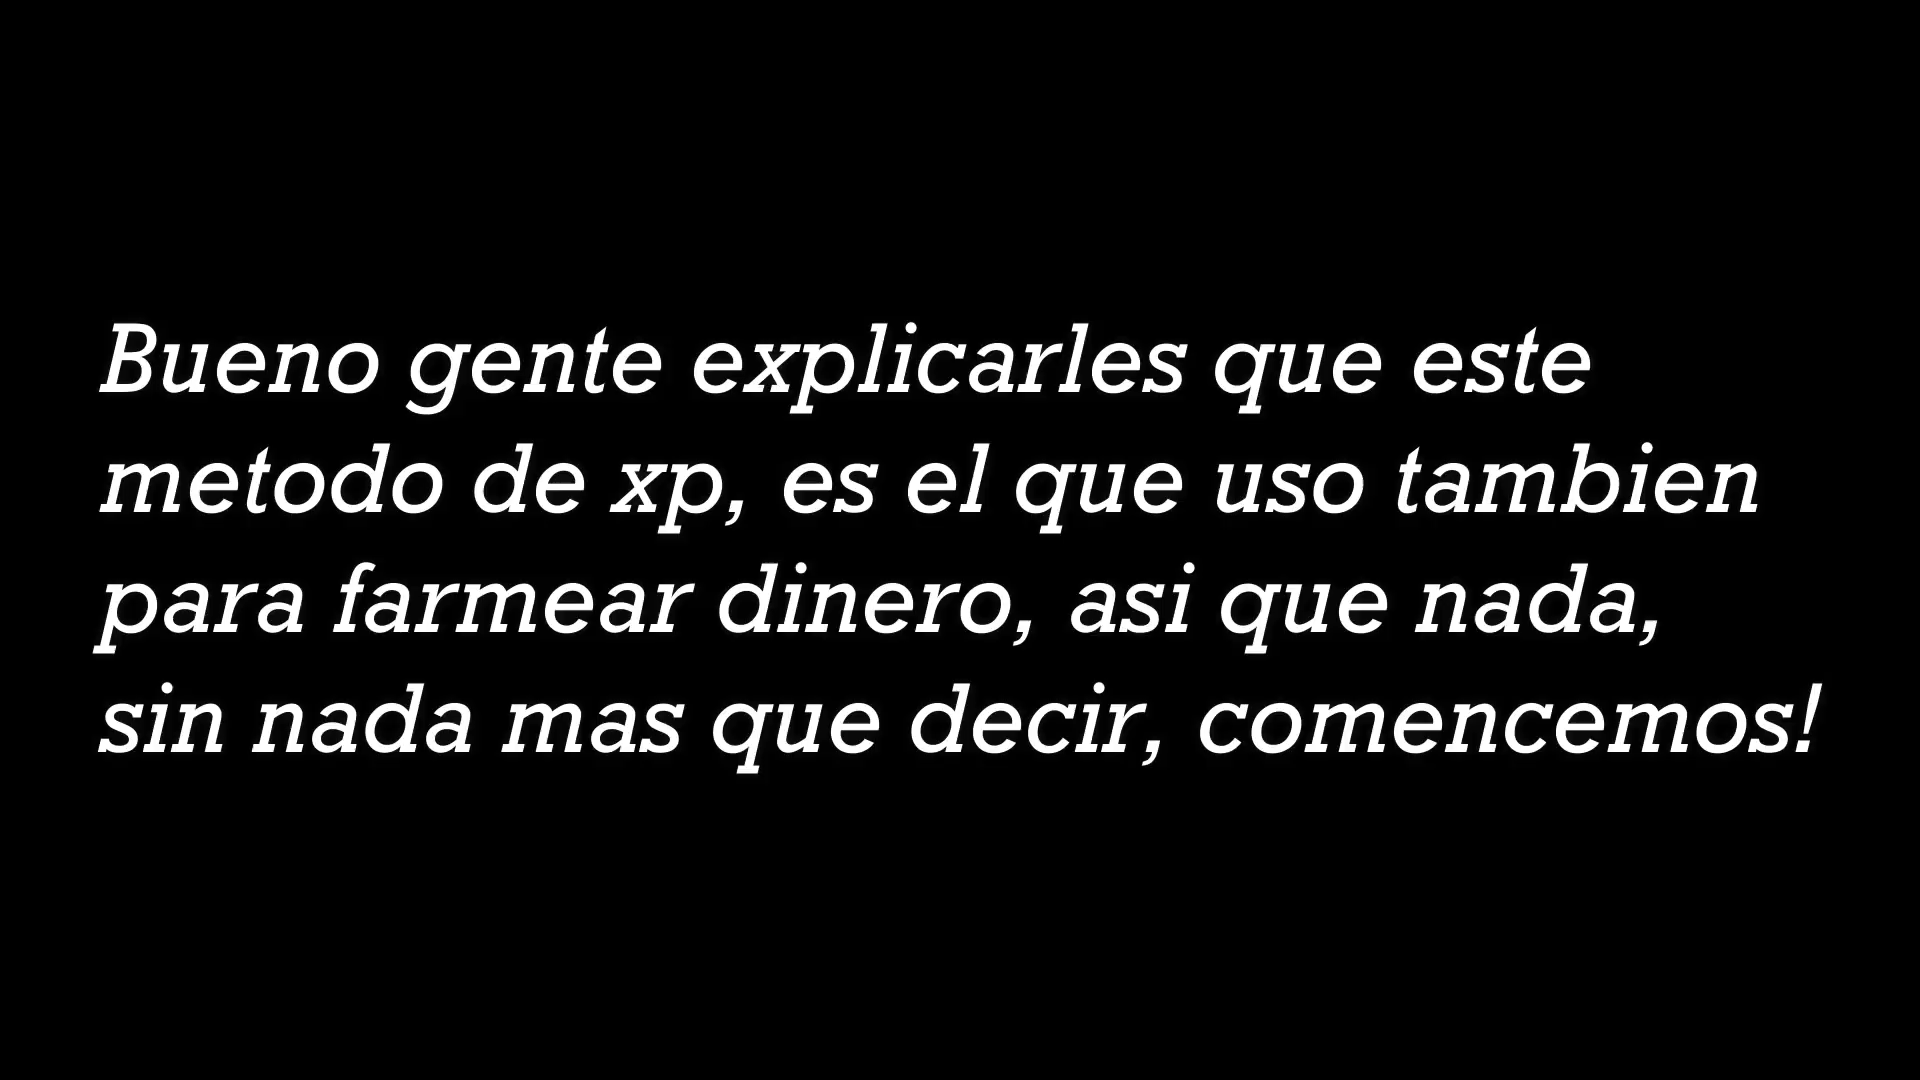 Bueno gente explicarles que este
metodo de xp, es el que uso tambien
para farmear dinero, asi que nada,
sin nada mas que decir, comencemos!